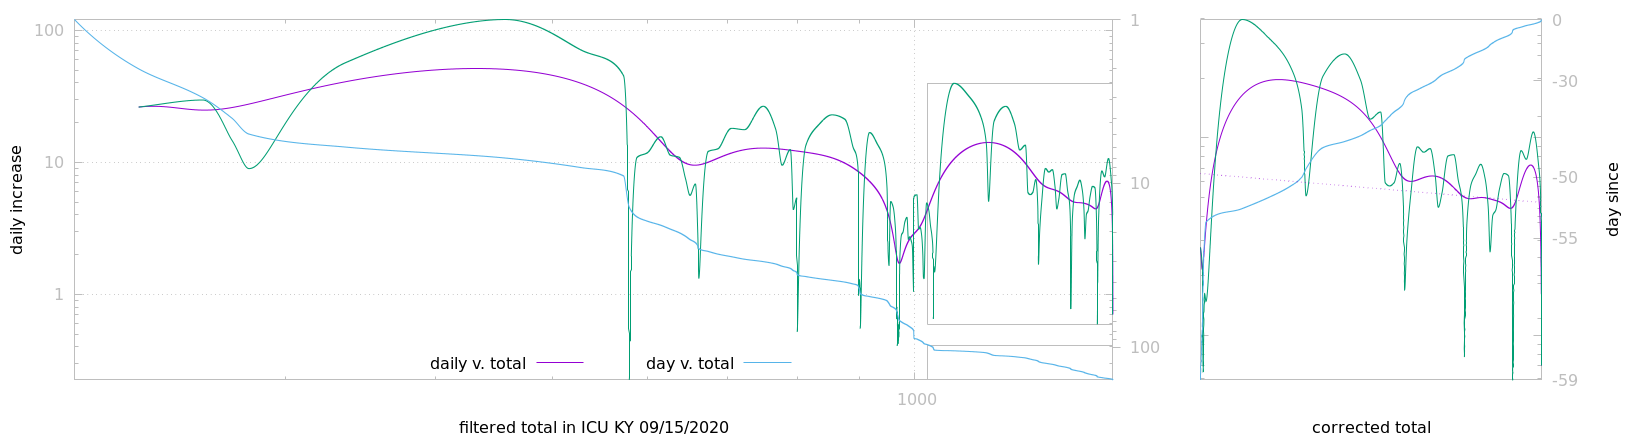 daily increase
100
10
1
daily v. total
day v. total
1
10
100
1000
filtered total in ICU KY 09/15/2020
0
-30
-50
-55
-59
day since
corrected total